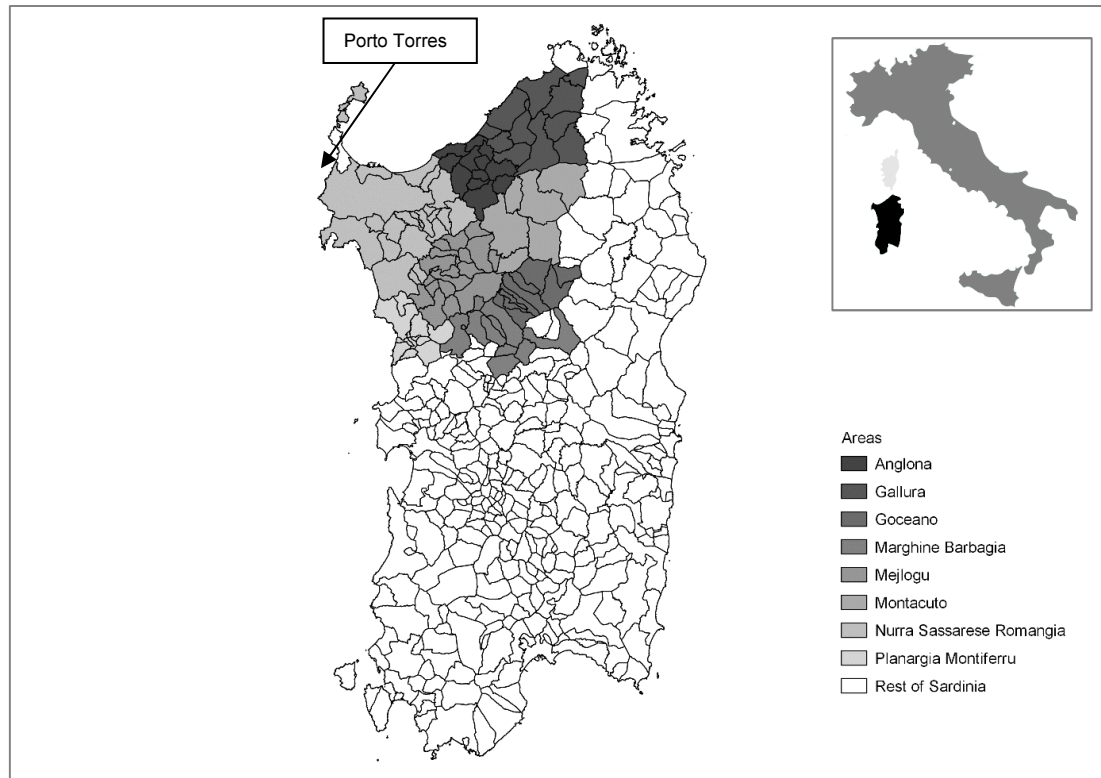 Porto Torres
Areas
Anglona
Gallura
Goceano
Marghine Barbagia
Mejlogu
Montacuto
Nurra Sassarese Romangia
Planargia Montiferru
Rest of Sardinia